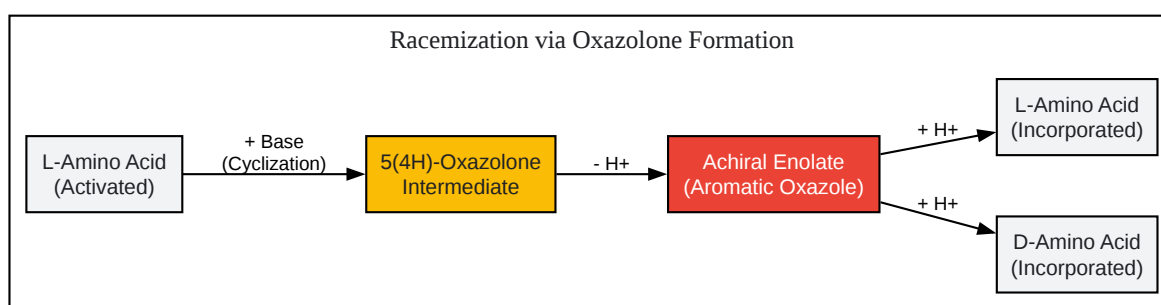 Racemization via Oxazolone Formation
L-Amino Acid
(Activated)
+ Base
(Cyclization)
5(4H)-Oxazolone
Intermediate
- H+
Achiral Enolate
(Aromatic Oxazole)
+ H+
L-Amino Acid
(Incorporated)
+ H+
D-Amino Acid
(Incorporated)